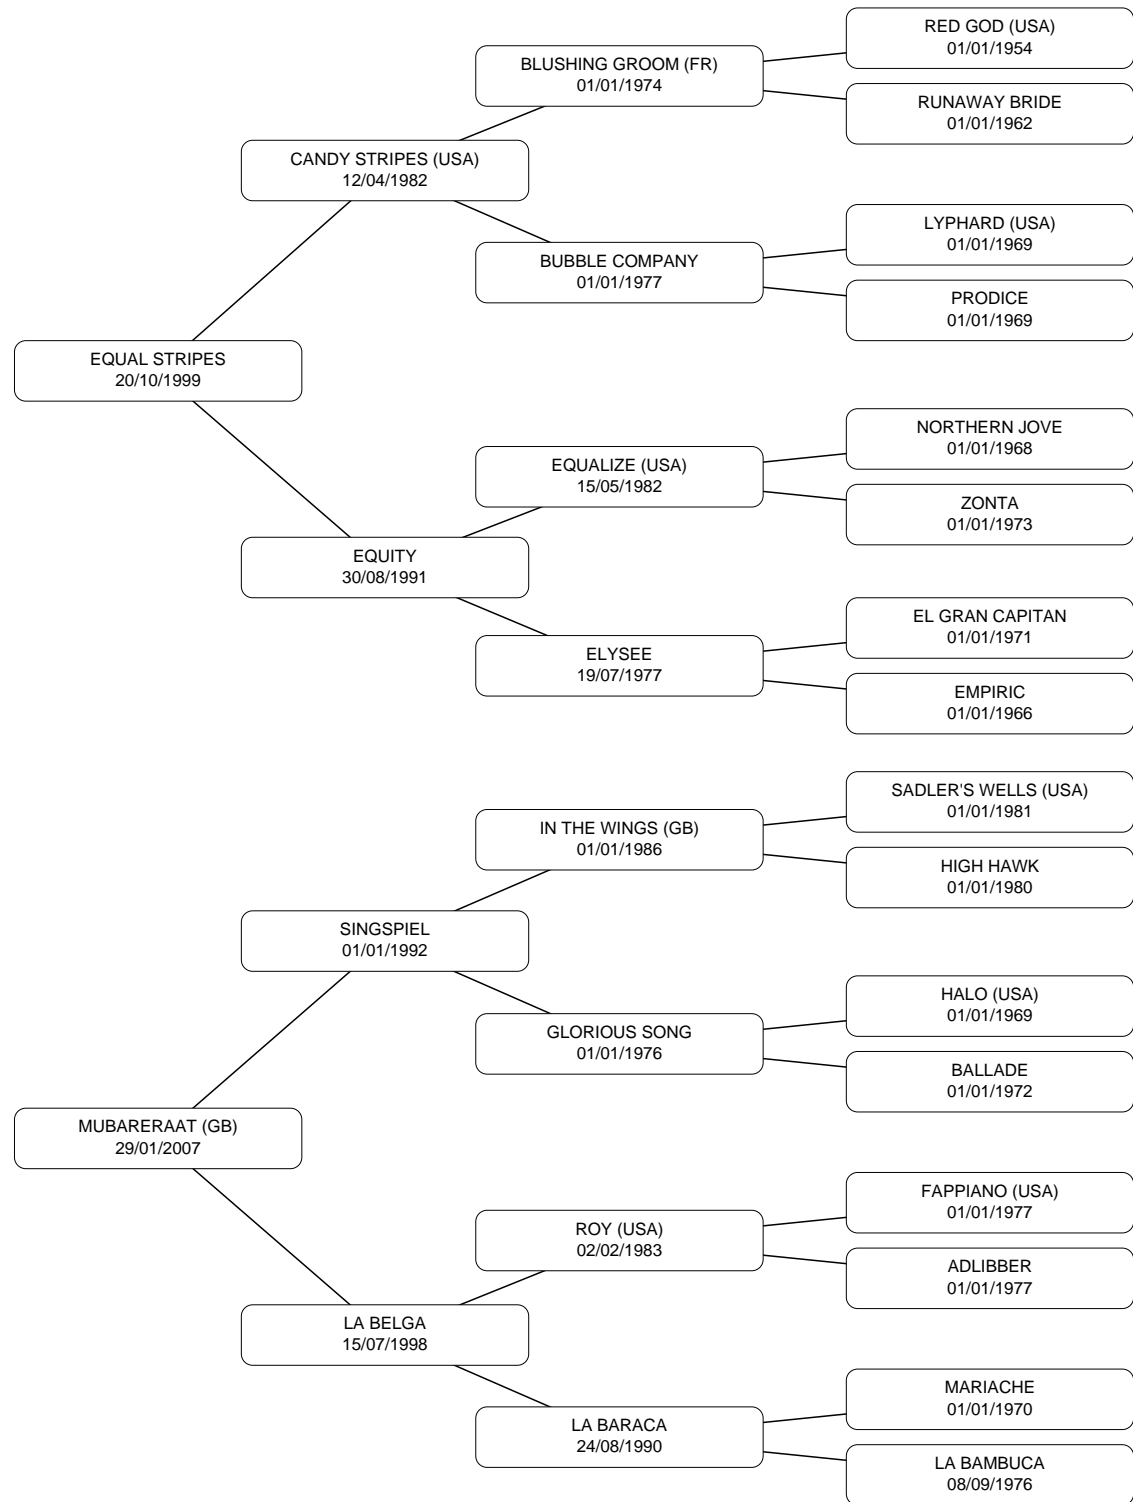 RED GOD (USA)
01/01/1954
BLUSHING GROOM (FR)
01/01/1974
RUNAWAY BRIDE
01/01/1962
CANDY STRIPES (USA)
12/04/1982
LYPHARD (USA)
01/01/1969
BUBBLE COMPANY
01/01/1977
PRODICE
01/01/1969
EQUAL STRIPES
20/10/1999
NORTHERN JOVE
01/01/1968
EQUALIZE (USA)
15/05/1982
ZONTA
01/01/1973
EQUITY
30/08/1991
EL GRAN CAPITAN
01/01/1971
ELYSEE
19/07/1977
EMPIRIC
01/01/1966
SADLER'S WELLS (USA)
01/01/1981
IN THE WINGS (GB)
01/01/1986
HIGH HAWK
01/01/1980
SINGSPIEL
01/01/1992
HALO (USA)
01/01/1969
GLORIOUS SONG
01/01/1976
BALLADE
01/01/1972
MUBARERAAT (GB)
29/01/2007
FAPPIANO (USA)
01/01/1977
ROY (USA)
02/02/1983
ADLIBBER
01/01/1977
LA BELGA
15/07/1998
MARIACHE
01/01/1970
LA BARACA
24/08/1990
LA BAMBUCA
08/09/1976